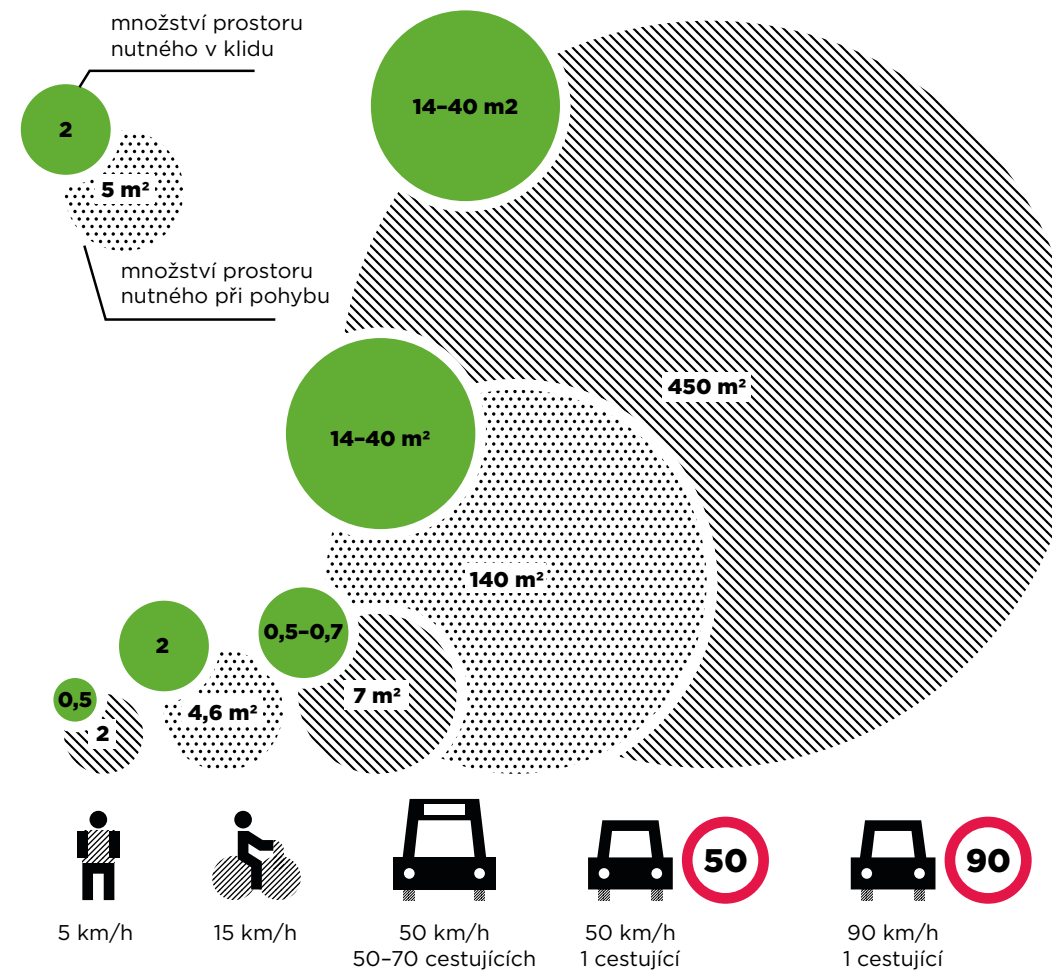 množství prostoru
nutného v klidu
2
5 m²
množství prostoru
nutného při pohybu
14–40 m2
450 m²
14–40 m²
140 m²
0,5–0,7
7 m²
2
4,6 m²
0,5
2
50
90
5 km/h
15 km/h
50 km/h
50–70 cestujících
50 km/h
1 cestující
90 km/h
1 cestující